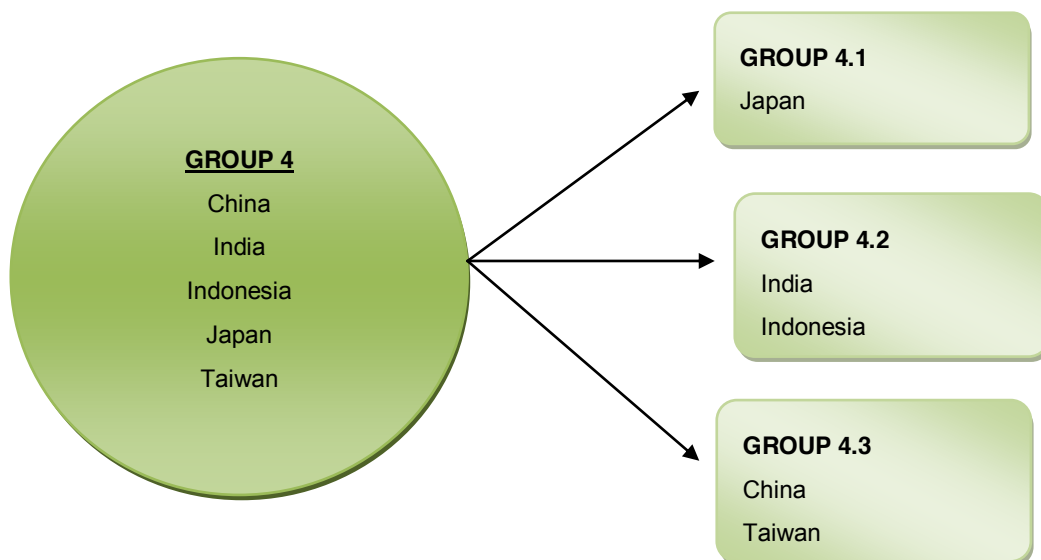 GROUP 4
China
India
Indonesia
Japan
Taiwan
GROUP 4.1
Japan
GROUP 4.2
India
Indonesia
GROUP 4.3
China
Taiwan